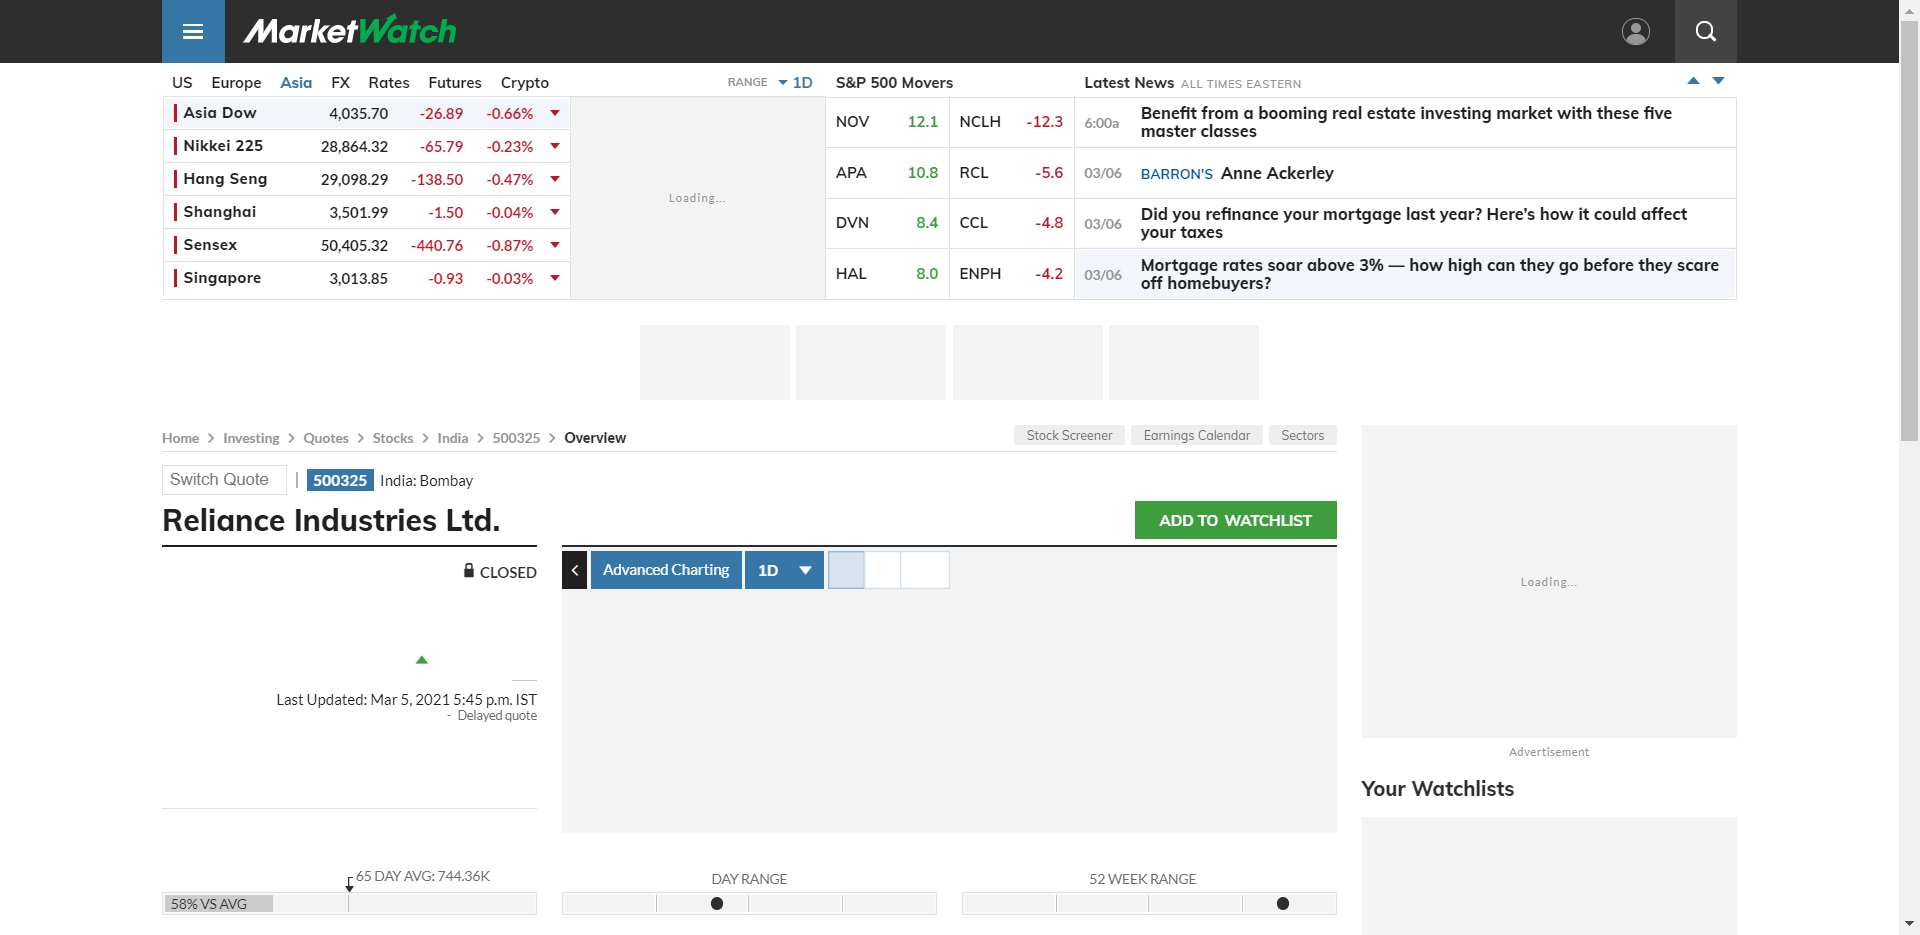 MarketWatch
US Europe Asia FX Rates Futures Crypto
RANGE 1D
Asia Dow 4,035.70 -26.89 -0.66%
Nikkei 225 28,864.32 -65.79 -0.23%
Hang Seng 29,098.29 -138.50 -0.47%
Shanghai 3,501.99 -1.50 -0.04%
Sensex 50,405.32 -440.76 -0.87%
Singapore 3,013.85 -0.93 -0.03%
Loading...
S&P 500 Movers
NOV 12.1 NCLH -12.3
APA 10.8 RCL -5.6
DVN 8.4 CCL -4.8
HAL 8.0 ENPH -4.2
Latest News ALL TIMES EASTERN
6:00a Benefit from a booming real estate investing market with these five
master classes
03/06 BARRON'S Anne Ackerley
03/06 Did you refinance your mortgage last year? Here's how it could affect
your taxes
03/06 Mortgage rates soar above 3% — how high can they go before they scare
off homebuyers?
Home > Investing > Quotes > Stocks > India > 500325 > Overview
Stock Screener Earnings Calendar Sectors
Switch Quote | 500325 India: Bombay
Reliance Industries Ltd.
ADD TO WATCHLIST
CLOSED
Last Updated: Mar 5, 2021 5:45 p.m. IST
- Delayed quote
Advanced Charting 1D
Loading...
Advertisement
Your Watchlists
65 DAY AVG: 744.36K
58% VS AVG
DAY RANGE
52 WEEK RANGE